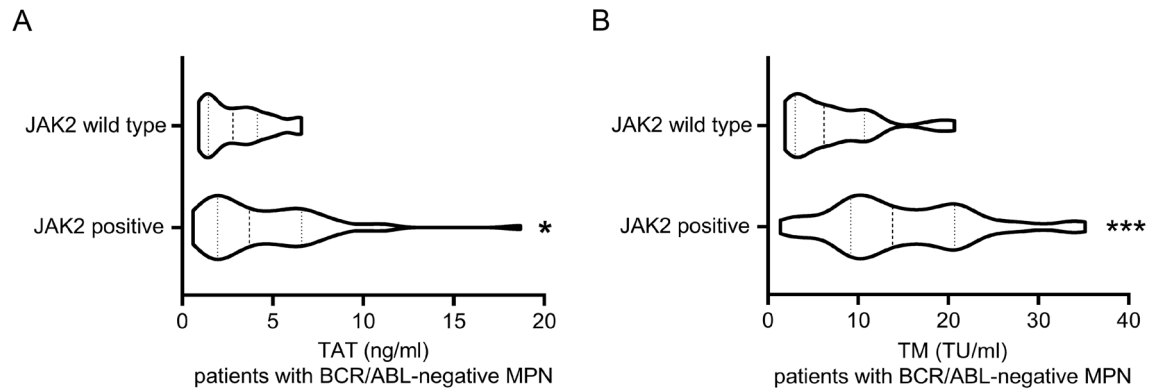 A
JAK2 wild type
JAK2 positive
*
0 5 10 15 20
TAT (ng/ml)
patients with BCR/ABL-negative MPN
B
JAK2 wild type
JAK2 positive
***
0 10 20 30 40
TM (TU/ml)
patients with BCR/ABL-negative MPN